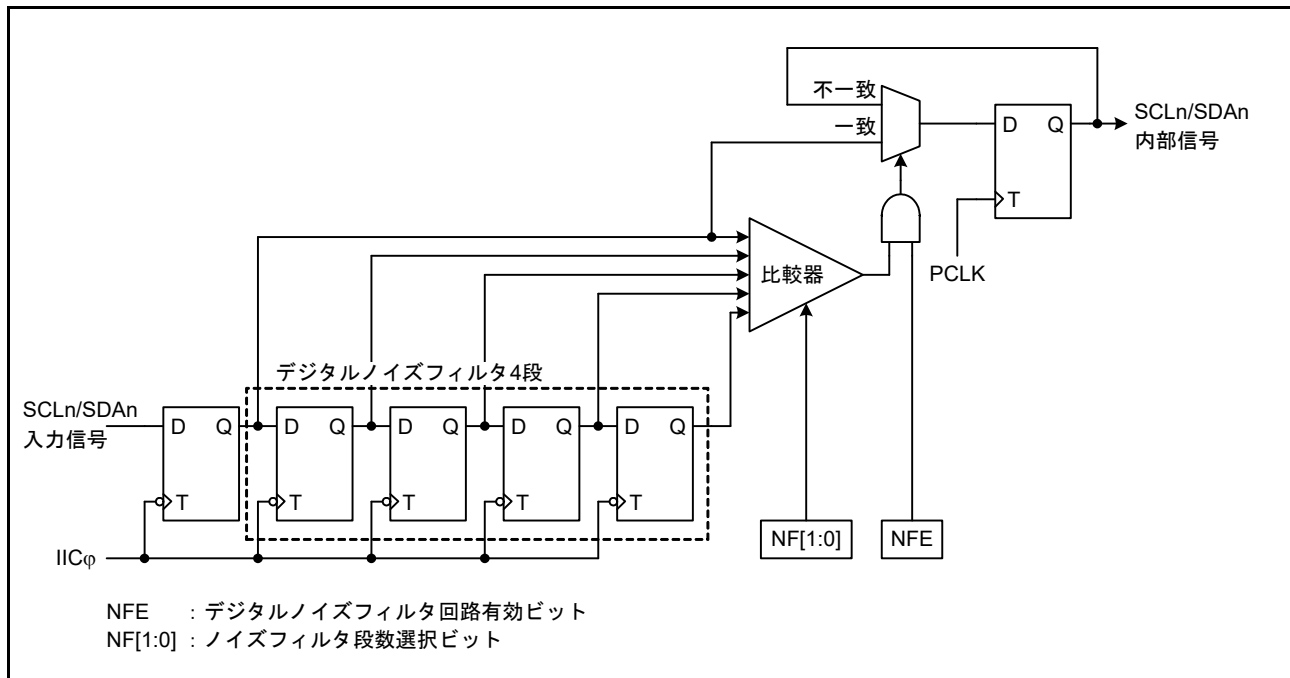 不一致
一致
D Q
T
SCLn/SDAn
内部信号
PCLK
比較器
デジタルノイズフィルタ4段
SCLn/SDAn
入力信号
D Q
T
D Q
T
D Q
T
D Q
T
D Q
T
IICφ
NF[1:0]
NFE
NFE : デジタルノイズフィルタ回路有効ビット
NF[1:0] : ノイズフィルタ段数選択ビット